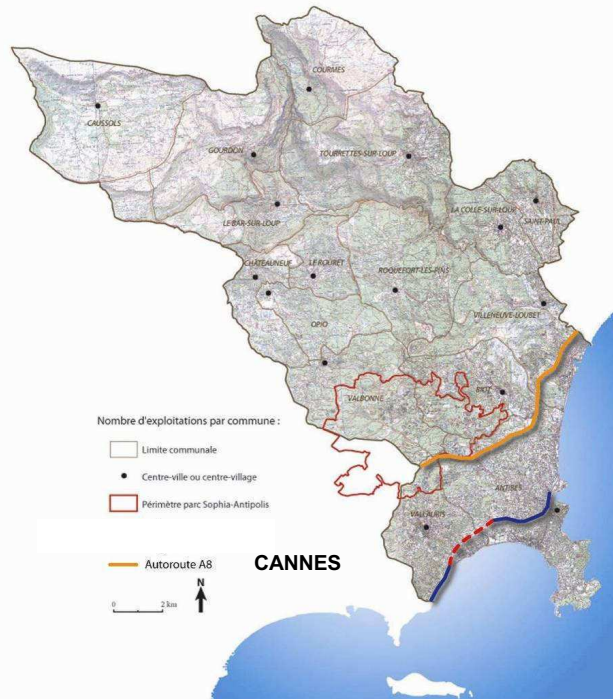 COURMES
CAUSSOLS
GOURDON
TOURRETTES-SUR-LOUP
LA COLLE-SUR-LOUP
SAINT-PAUL
LE BAR-SUR-LOUP
CHÂTEAUNEUF
LE ROURET
ROQUEFORT-LES-PINS
VILLENEUVE-LOUBET
OPIO
VALBONNE
BIOT
Nombre d'exploitations par commune :
Limite communale
Centre-ville ou centre-village
Périmètre parc Sophia-Antipolis
ANTIBES
VALLAURIS
Autoroute A8
CANNES
N
0 2 km